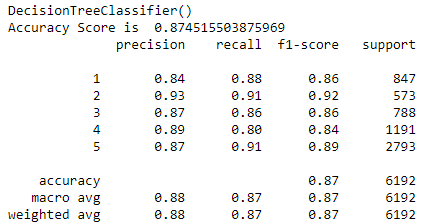 DecisionTreeClassifier()
Accuracy Score is 0.874515503875969
precision recall f1-score support
1 0.84 0.88 0.86 847
2 0.93 0.91 0.92 573
3 0.87 0.86 0.86 788
4 0.89 0.80 0.84 1191
5 0.87 0.91 0.89 2793
accuracy 0.87 6192
macro avg 0.88 0.87 0.87 6192
weighted avg 0.88 0.87 0.87 6192